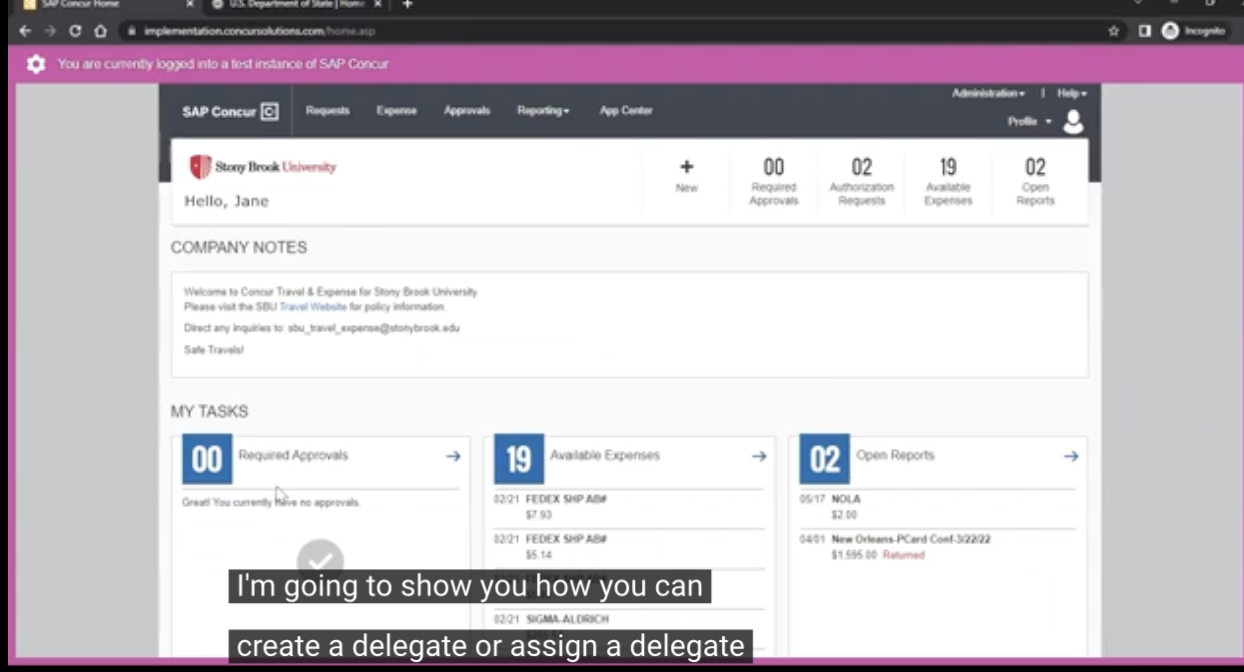 SAP Concur Home
U.S. Department of State | Home
implementation.concursolutions.com/home.asp
Incognito
You are currently logged into a test instance of SAP Concur
Administration | Help
SAP Concur C Requests Expense Approvals Reporting App Center
Profile
Stony Brook University
Hello, Jane
+ New
00 Required Approvals
02 Authorization Requests
19 Available Expenses
02 Open Reports
COMPANY NOTES
Welcome to Concur Travel & Expense for Stony Brook University
Please visit the SBU Travel Website for policy information.
Direct any inquiries to: sbu_travel_expense@stonybrook.edu
Safe Travels!
MY TASKS
00 Required Approvals
Great! You currently have no approvals.
19 Available Expenses
02/21 FEDEX SHP AB#
$7.93
02/21 FEDEX SHP AB#
$5.14
02/21 SIGMA-ALDRICH
02 Open Reports
05/17 NOLA
$2.00
04/01 New Orleans-PCard Conf-3/22/22
$1,595.00 Returned
I'm going to show you how you can
create a delegate or assign a delegate